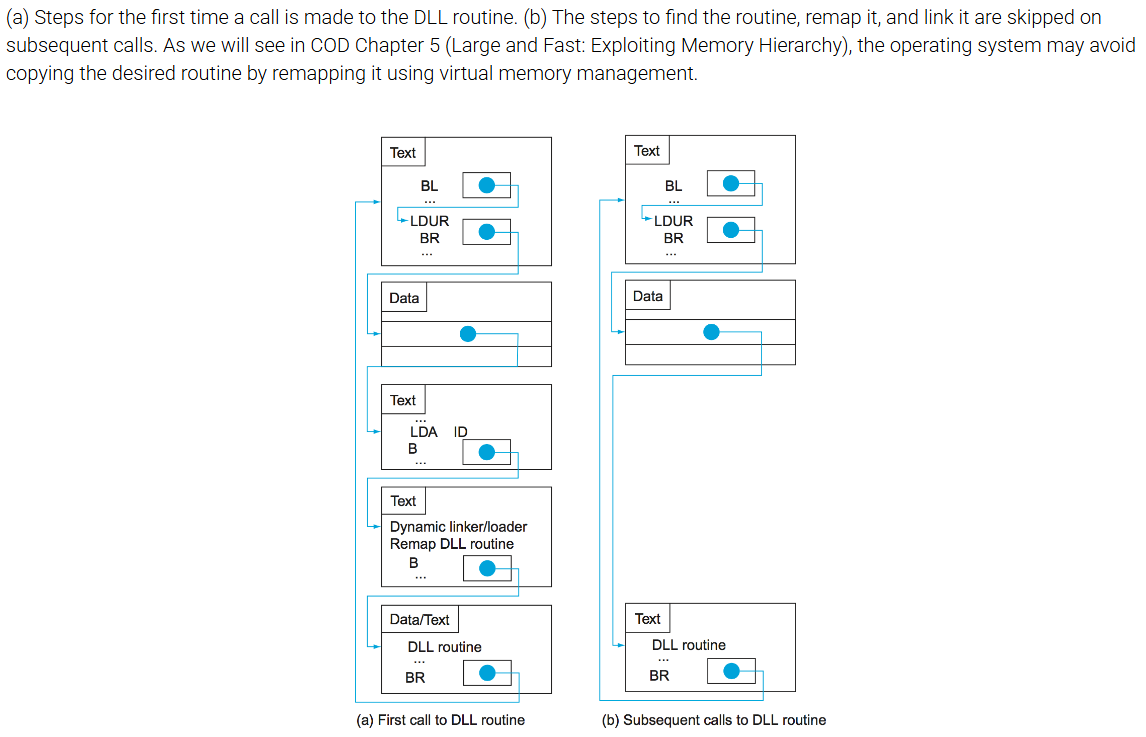 (a) Steps for the first time a call is made to the DLL routine. (b) The steps to find the routine, remap it, and link it are skipped on
subsequent calls. As we will see in COD Chapter 5 (Large and Fast: Exploiting Memory Hierarchy), the operating system may avoid
copying the desired routine by remapping it using virtual memory management.
Text
BL
...
LDUR
BR
...
Data
Text
...
LDA ID
B
...
Text
Dynamic linker/loader
Remap DLL routine
B
...
Data/Text
DLL routine
...
BR
(a) First call to DLL routine
Text
BL
...
LDUR
BR
...
Data
Text
DLL routine
...
BR
(b) Subsequent calls to DLL routine